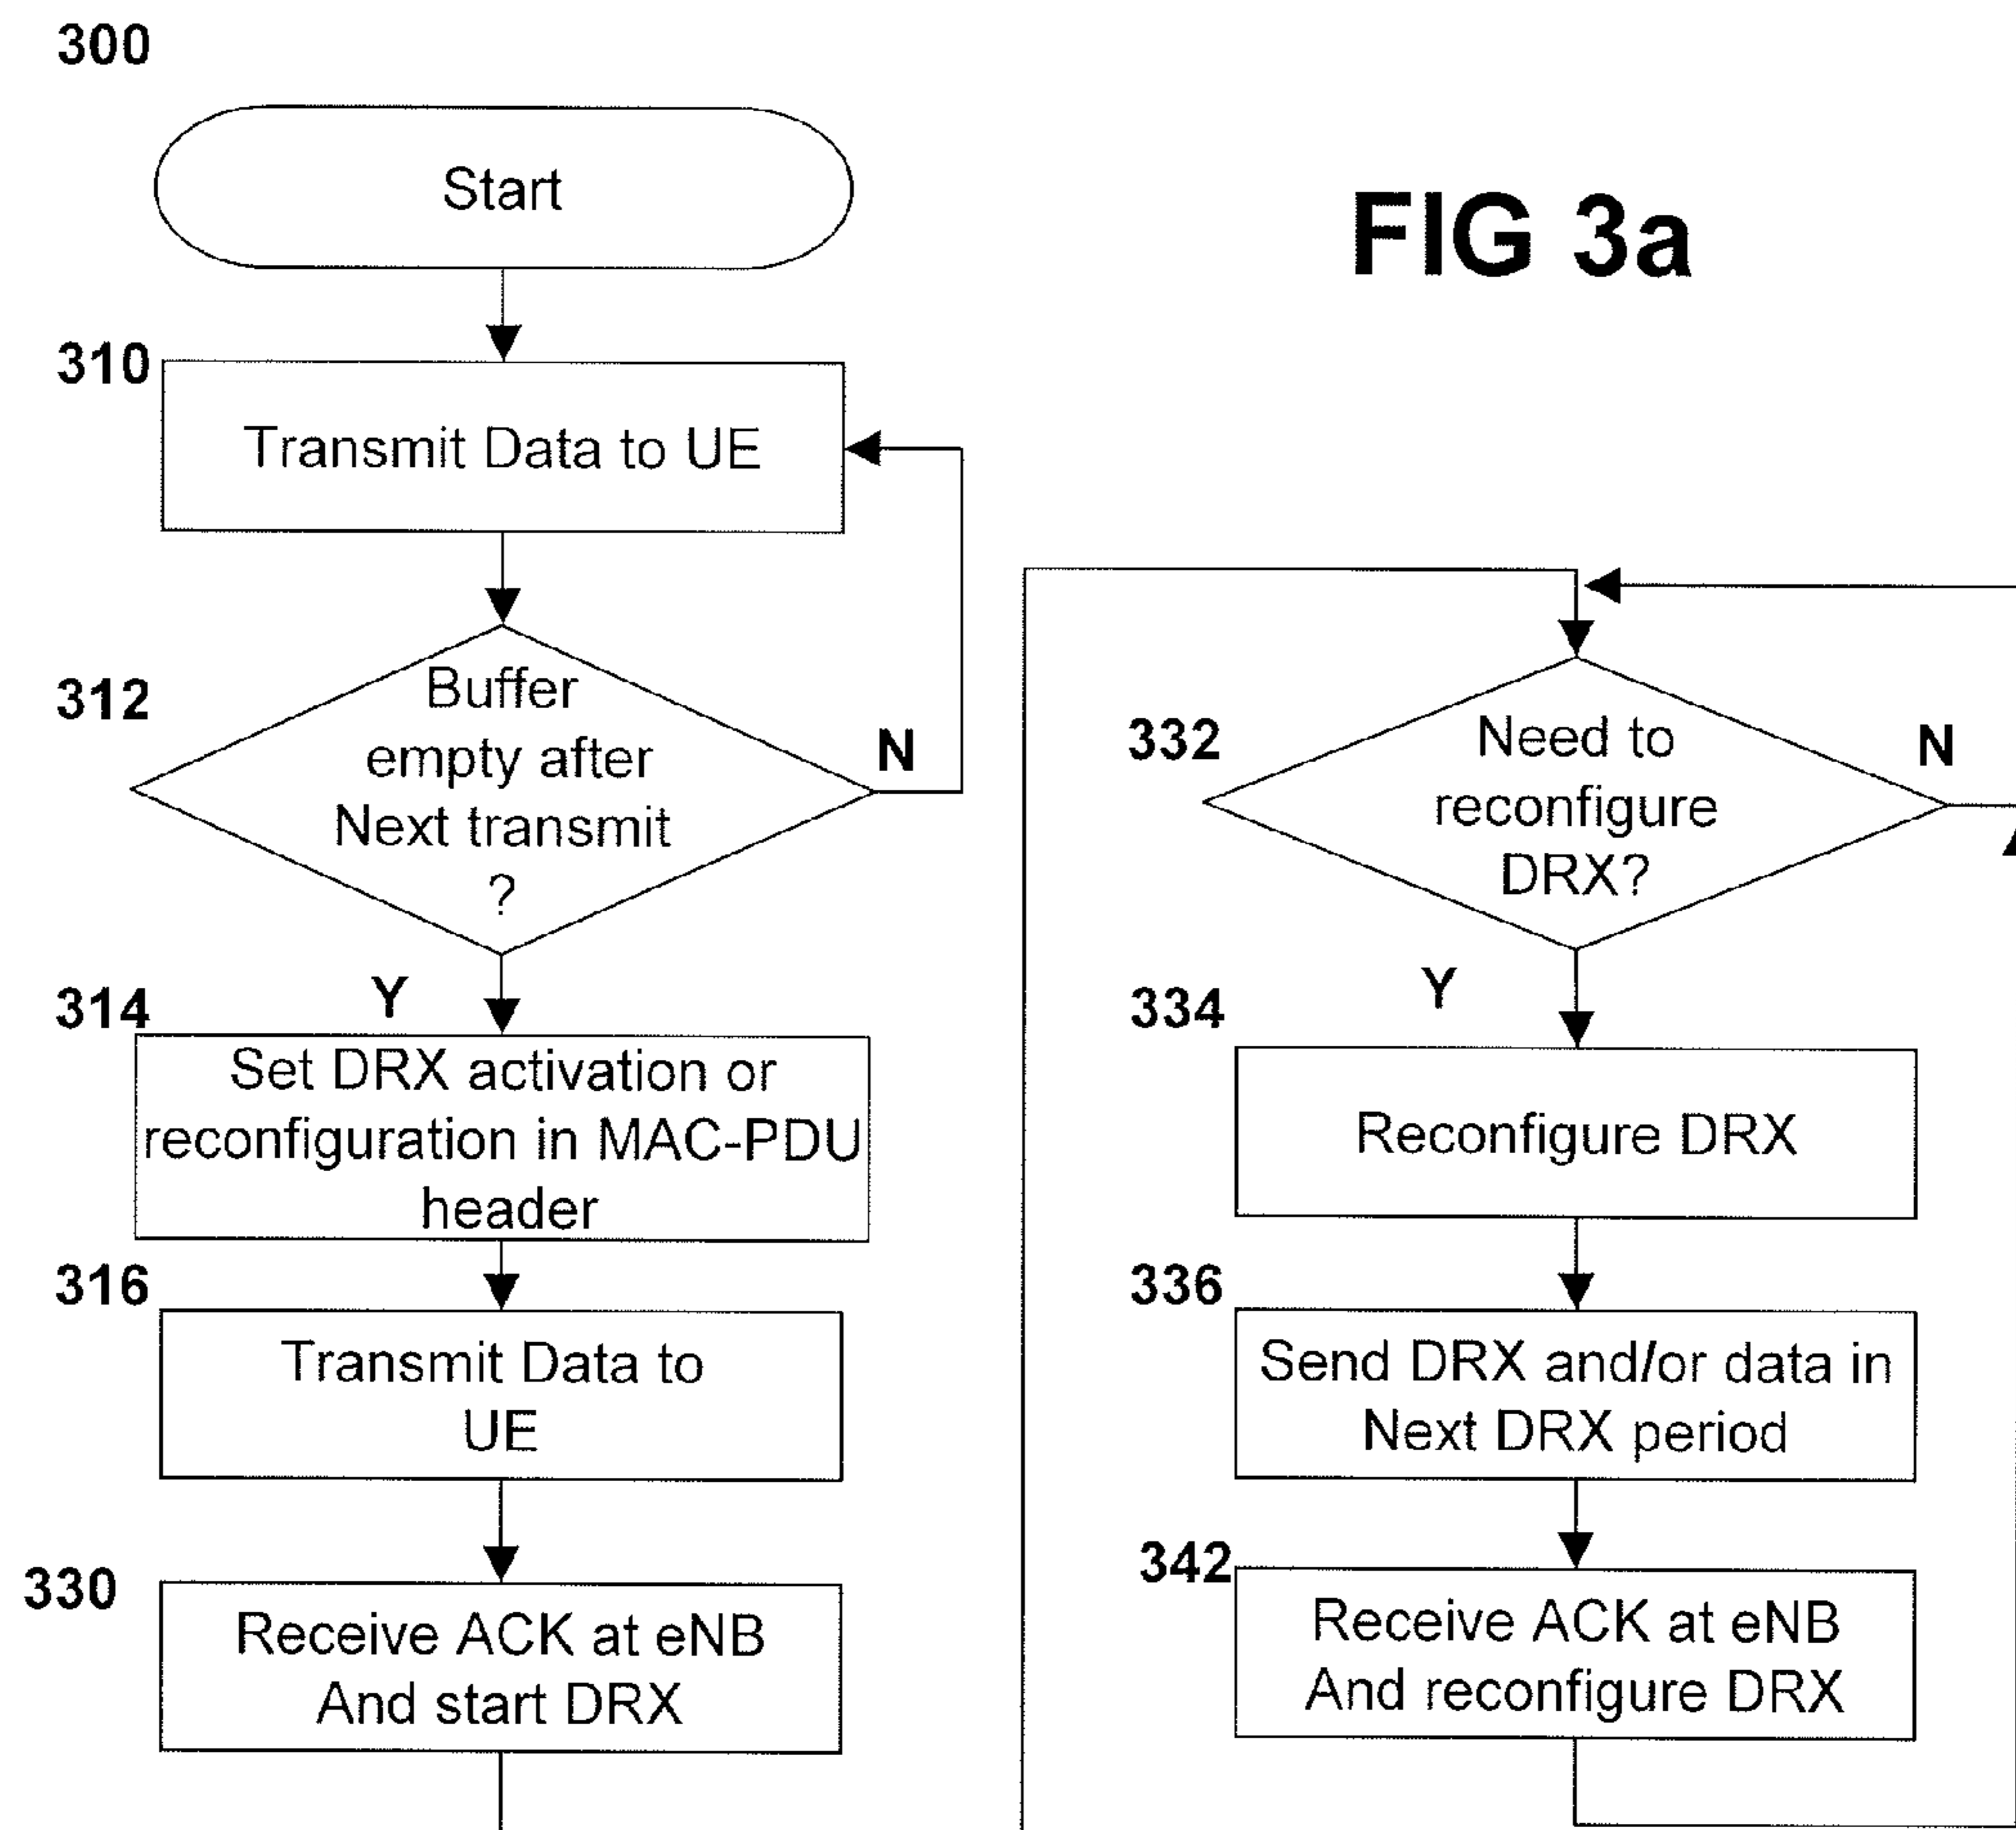 300
Start
FIG 3a
310
Transmit Data to UE
312
Buffer
empty after
Next transmit
?
N
Y
314
Set DRX activation or
reconfiguration in MAC-PDU
header
316
Transmit Data to
UE
330
Receive ACK at eNB
And start DRX
332
Need to
reconfigure
DRX?
N
Y
334
Reconfigure DRX
336
Send DRX and/or data in
Next DRX period
342
Receive ACK at eNB
And reconfigure DRX